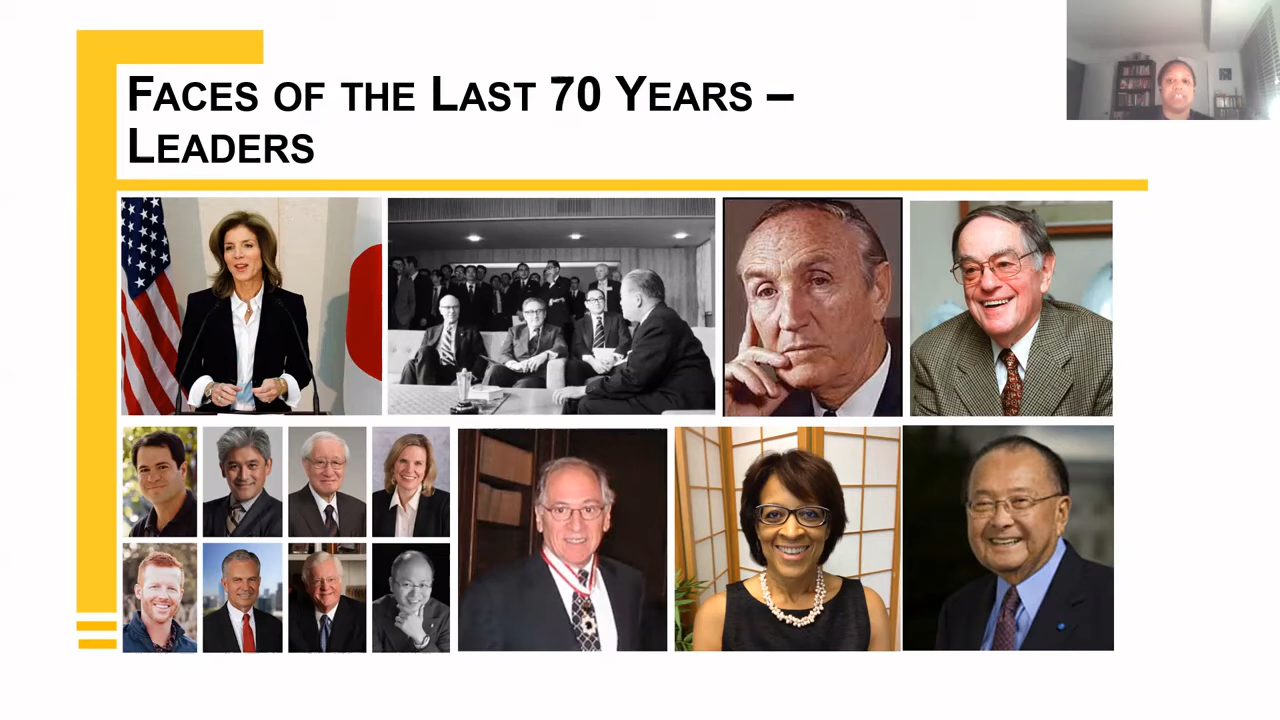 FACES OF THE LAST 70 YEARS –
LEADERS